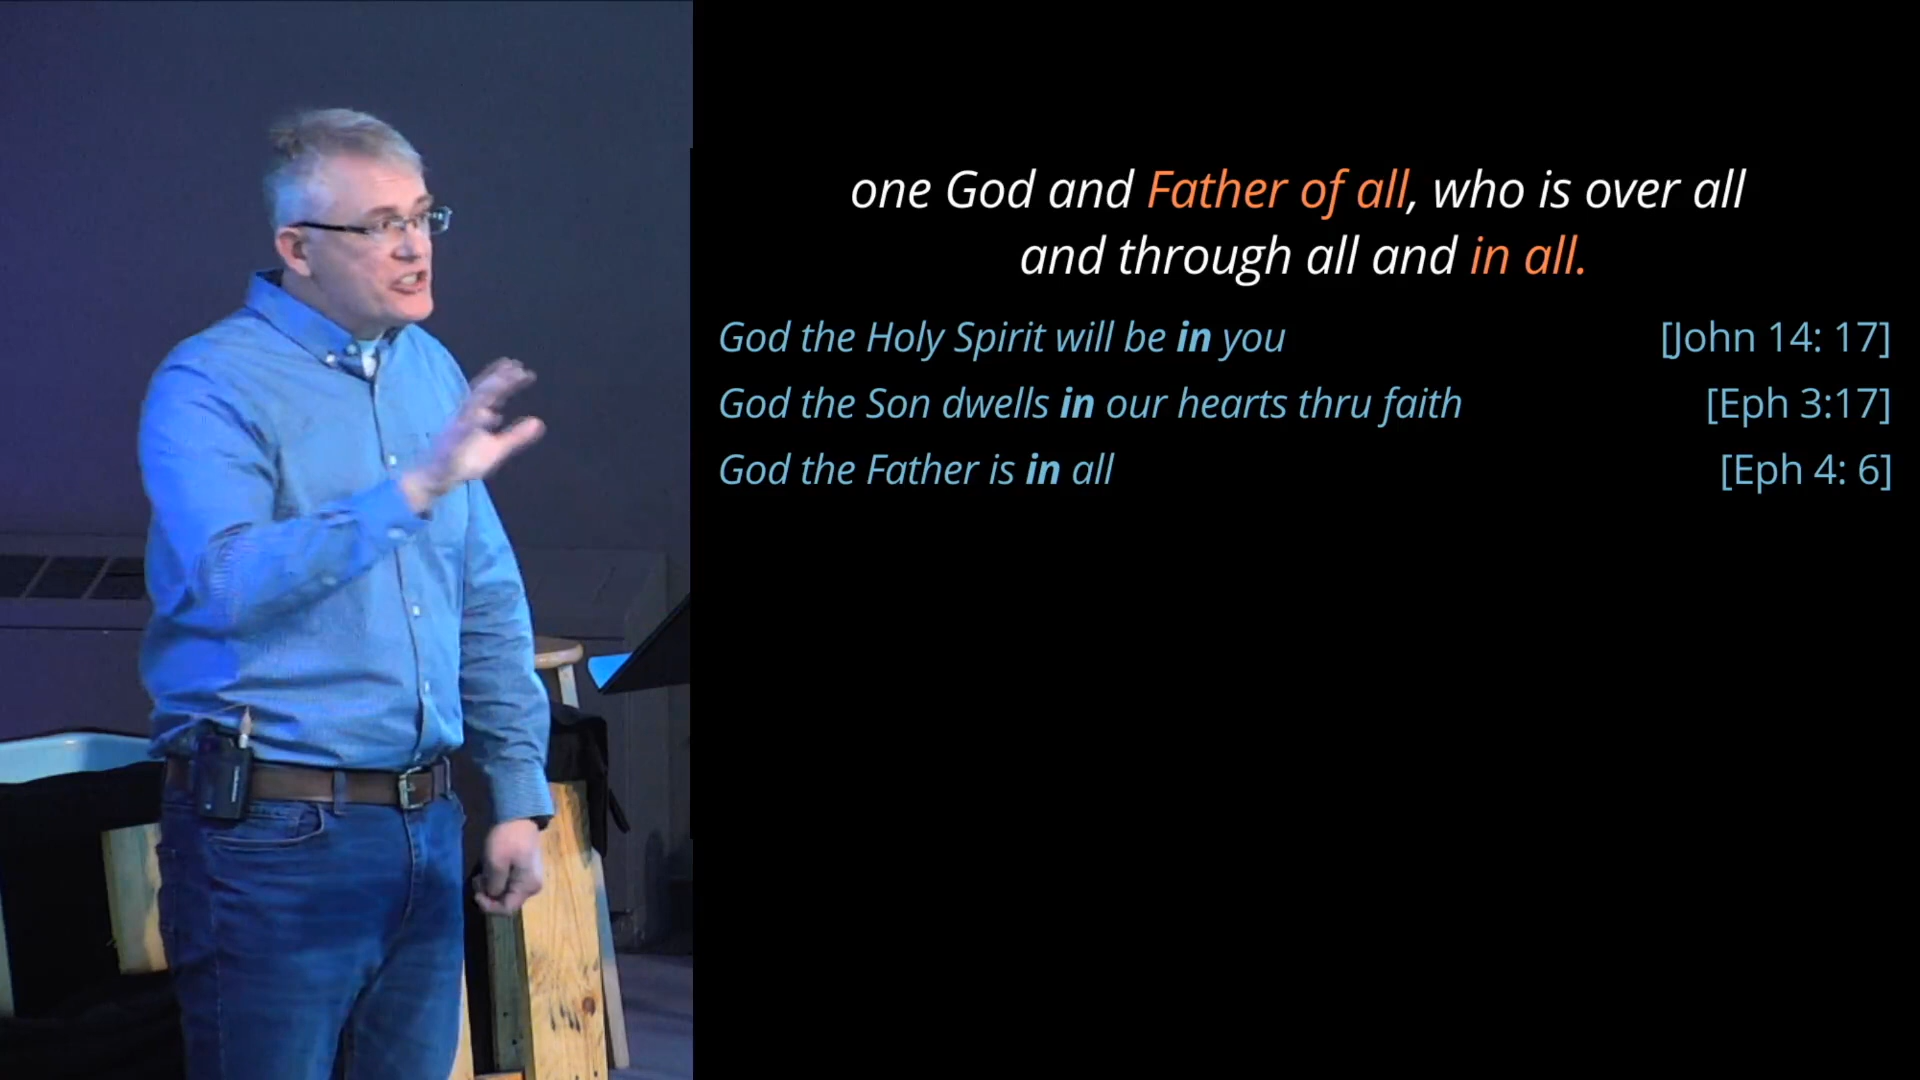 one God and Father of all, who is over all
and through all and in all.
God the Holy Spirit will be in you [John 14: 17]
God the Son dwells in our hearts thru faith [Eph 3:17]
God the Father is in all [Eph 4: 6]